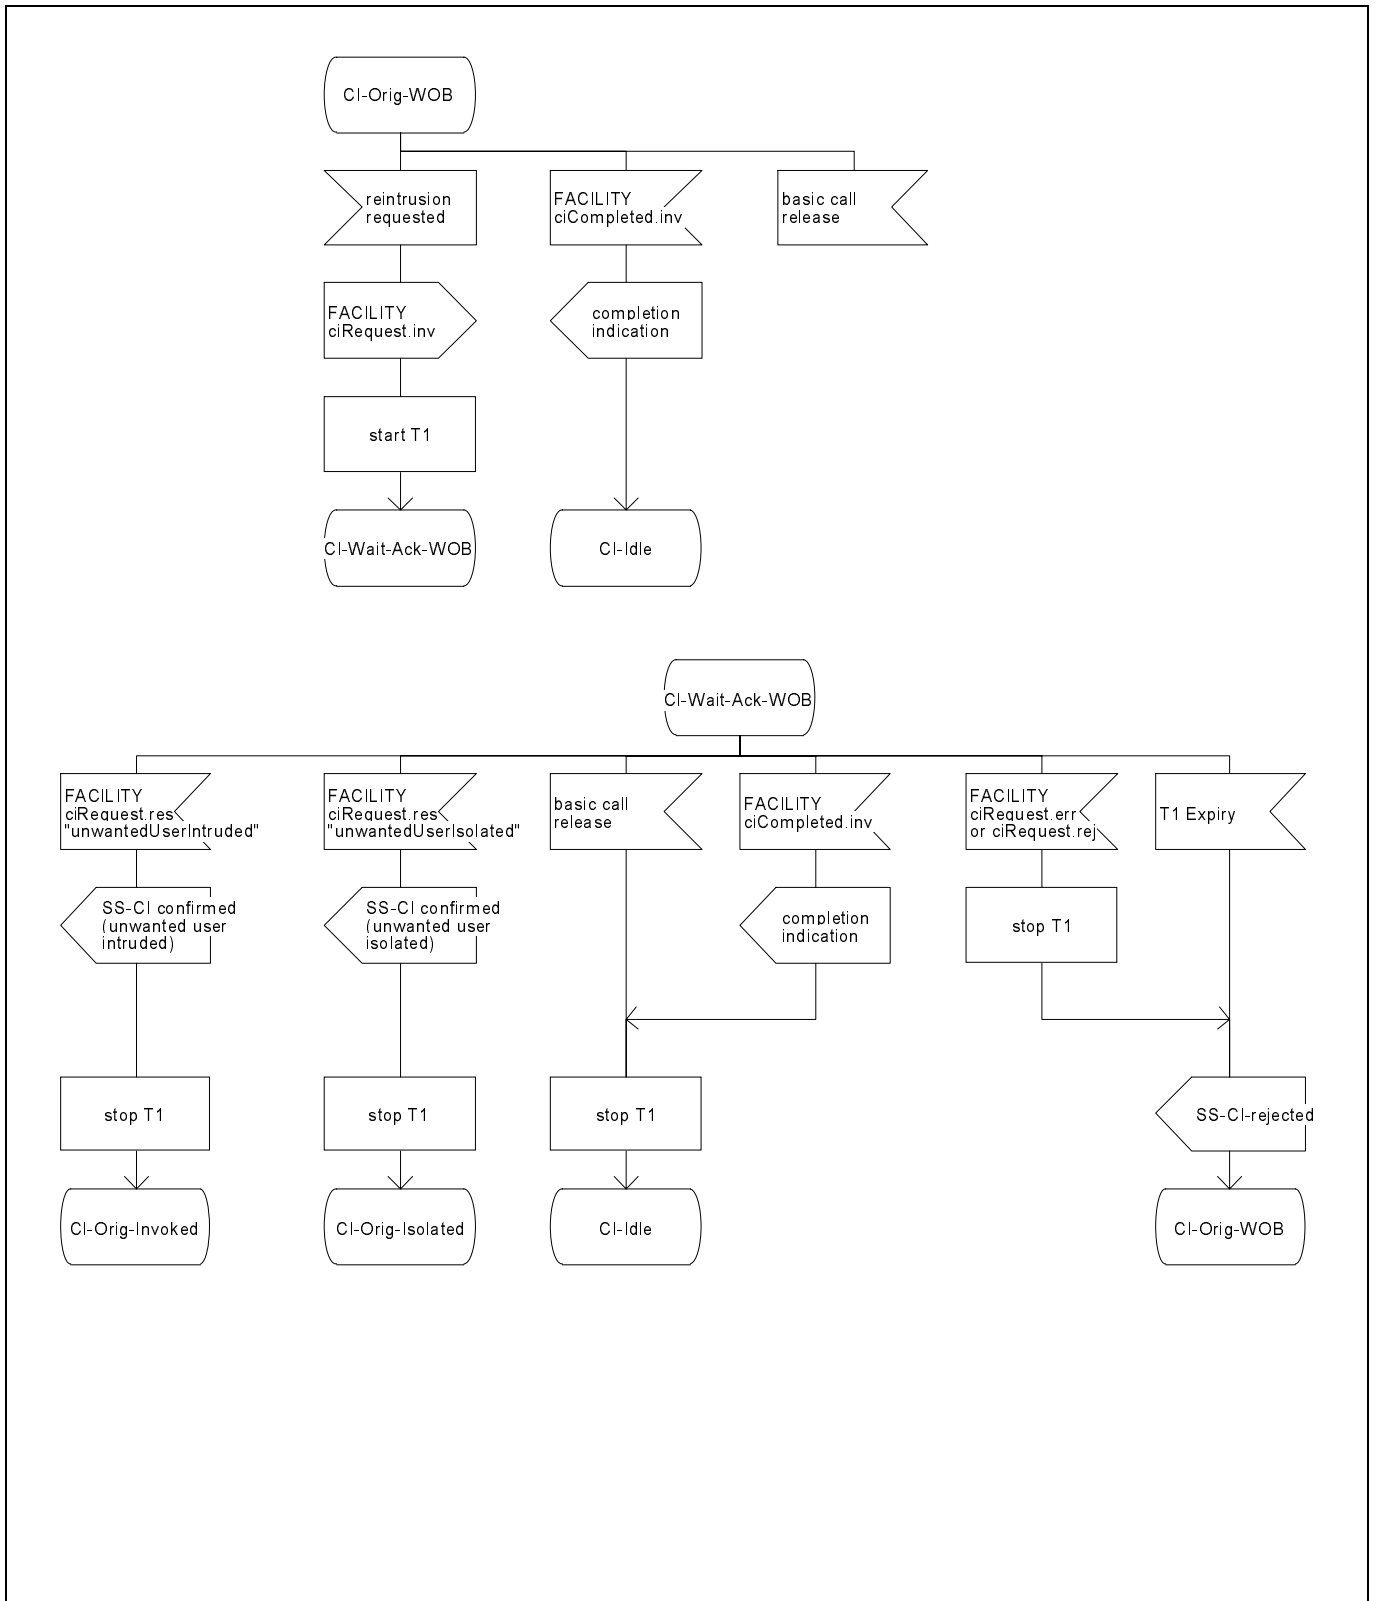 CI-Orig-WOB
reintrusion
requested
FACILITY
ciCompleted.inv
basic call
release
FACILITY
ciRequest.inv
completion
indication
start T1
CI-Wait-Ack-WOB
CI-Idle
CI-Wait-Ack-WOB
FACILITY
ciRequest.res
"unwantedUserIntruded"
FACILITY
ciRequest.res
"unwantedUserIsolated"
basic call
release
FACILITY
ciCompleted.inv
FACILITY
ciRequest.err
or ciRequest.rej
T1 Expiry
SS-CI confirmed
(unwanted user
intruded)
SS-CI confirmed
(unwanted user
isolated)
completion
indication
stop T1
stop T1
stop T1
stop T1
SS-CI-rejected
CI-Orig-Invoked
CI-Orig-Isolated
CI-Idle
CI-Orig-WOB